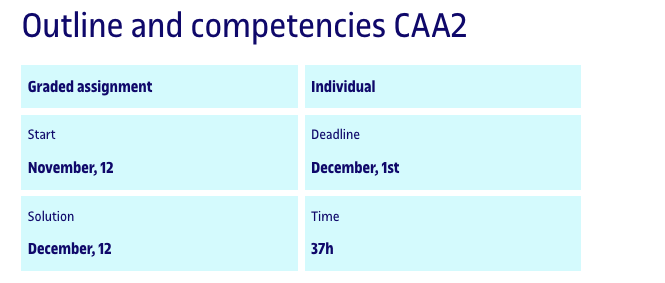 Outline and competencies CAA2
Graded assignment
Individual
Start
November, 12
Deadline
December, 1st
Solution
December, 12
Time
37h